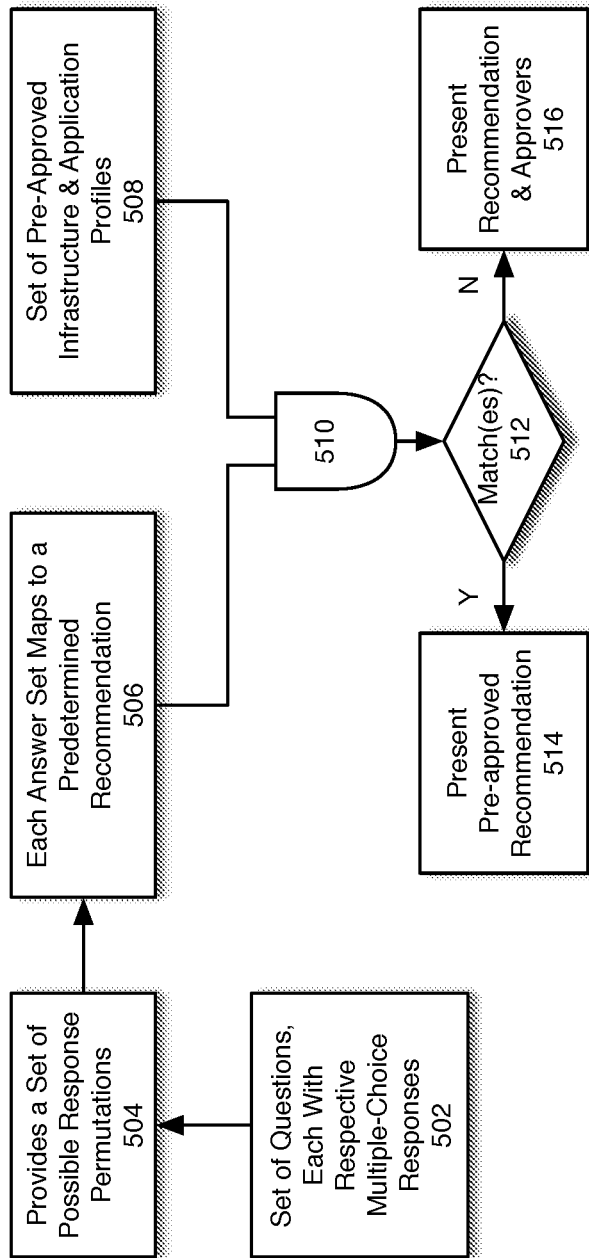 Provides a Set of
Possible Response
Permutations
504
Set of Questions,
Each With
Respective
Multiple-Choice
Responses
502
Each Answer Set Maps to a
Predetermined
Recommendation
506
Set of Pre-Approved
Infrastructure & Application
Profiles
508
510
Match(es)?
512
Y
N
Present
Pre-approved
Recommendation
514
Present
Recommendation
& Approvers
516